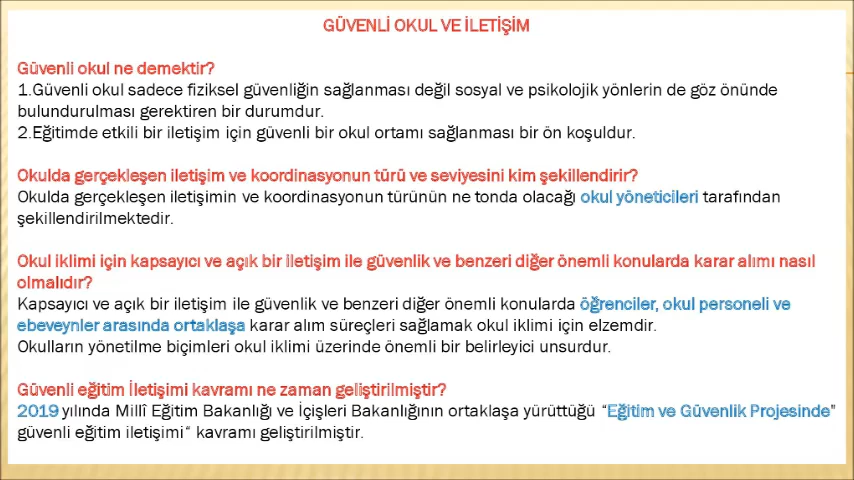 GÜVENLİ OKUL VE İLETİŞİM
Güvenli okul ne demektir?
1.Güvenli okul sadece fiziksel güvenliğin sağlanması değil sosyal ve psikolojik yönlerin de göz önünde
bulundurulması gerektiren bir durumdur.
2.Eğitimde etkili bir iletişim için güvenli bir okul ortamı sağlanması bir ön koşuldur.
Okulda gerçekleşen iletişim ve koordinasyonun türü ve seviyesini kim şekillendirir?
Okulda gerçekleşen iletişimin ve koordinasyonun türünün ne tonda olacağı okul yöneticileri tarafından
şekillendirilmektedir.
Okul iklimi için kapsayıcı ve açık bir iletişim ile güvenlik ve benzeri diğer önemli konularda karar alımı nasıl
olmalıdır?
Kapsayıcı ve açık bir iletişim ile güvenlik ve benzeri diğer önemli konularda öğrenciler, okul personeli ve
ebeveynler arasında ortaklaşa karar alım süreçleri sağlamak okul iklimi için elzemdir.
Okulların yönetilme biçimleri okul iklimi üzerinde önemli bir belirleyici unsurdur.
Güvenli eğitim İletişimi kavramı ne zaman geliştirilmiştir?
2019 yılında Millî Eğitim Bakanlığı ve İçişleri Bakanlığının ortaklaşa yürüttüğü “Eğitim ve Güvenlik Projesinde"
güvenli eğitim iletişimi“ kavramı geliştirilmiştir.